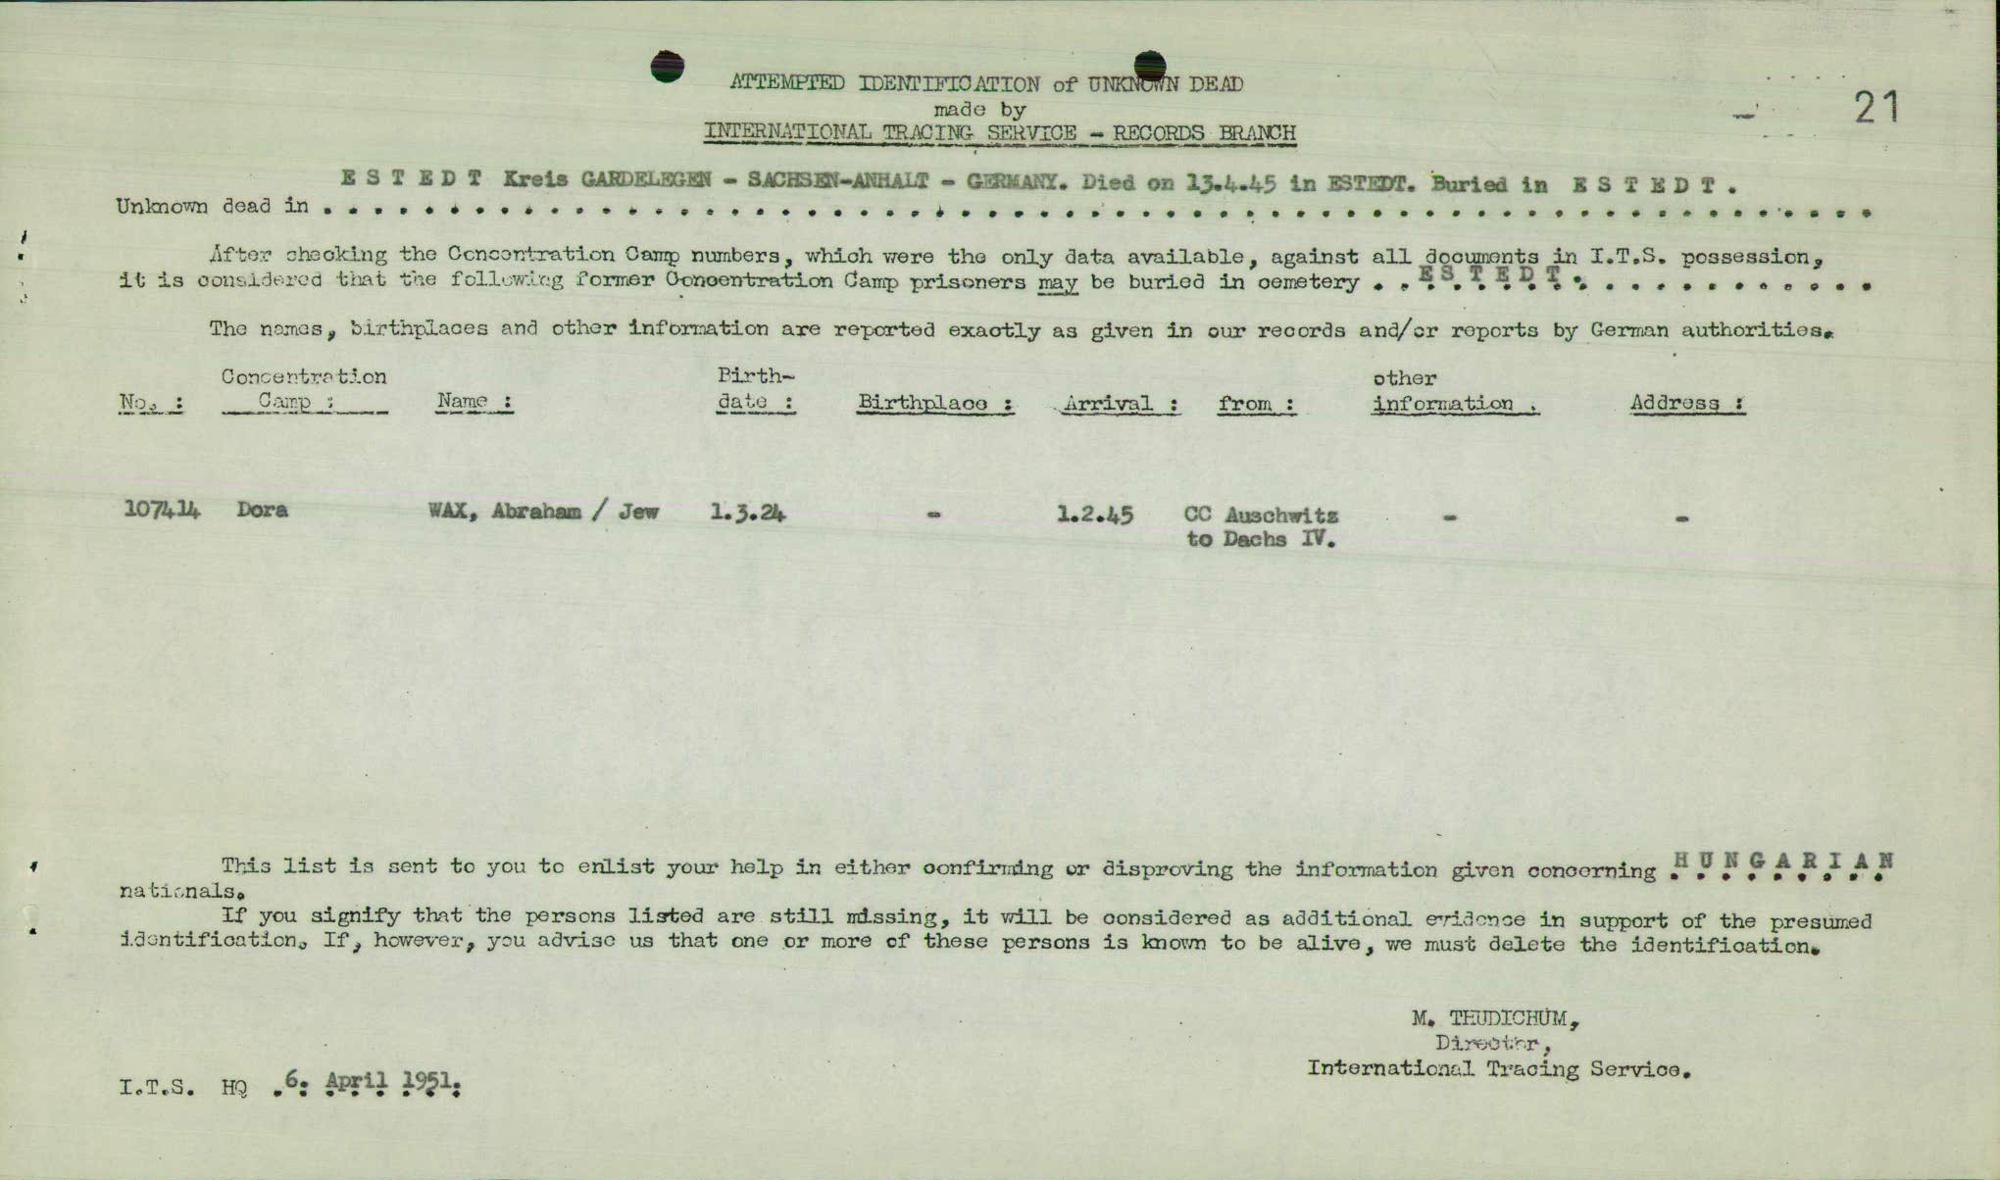 ATTEMPTED IDENTIFICATION of UNKNOWN DEAD
made by
INTERNATIONAL TRACING SERVICE - RECORDS BRANCH
21
E S T E D T Kreis GARDELEGEN - SACHSEN-ANHALT - GERMANY. Died on 13.4.45 in ESTEDT. Buried in E S T E D T .
Unknown dead in . . . . . . . . . . . . . . . . . . . . . . . . . . . . . . . . . . . . . . . . . . . . . . . . . . . . . . . . . . . . .
After checking the Concentration Camp numbers, which were the only data available, against all documents in I.T.S. possession,
it is considered that the following former Concentration Camp prisoners may be buried in cemetery . . E S T E D T . . . . . . . . . . . . .
The names, birthplaces and other information are reported exactly as given in our records and/or reports by German authorities.
No. : Concentration Camp : Name : Birth-date : Birthplace : Arrival : from : other information . Address :
107414 Dora WAX, Abraham / Jew 1.3.24 - 1.2.45 CC Auschwitz - -
to Dachs IV.
This list is sent to you to enlist your help in either confirming or disproving the information given concerning H U N G A R I A N
nationals.
If you signify that the persons listed are still missing, it will be considered as additional evidence in support of the presumed
identification. If, however, you advise us that one or more of these persons is known to be alive, we must delete the identification.
M. THUDICHUM,
Director,
International Tracing Service.
I.T.S. HQ 6. April 1951.